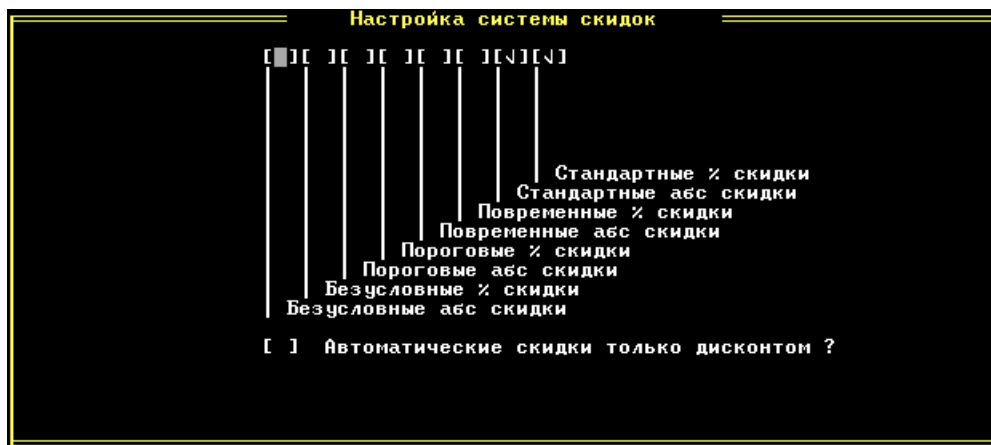 Настройка системы скидок
[ ][ ][ ][ ][ ][ ][√][√]
Стандартные % скидки
Стандартные абс скидки
Повременные % скидки
Повременные абс скидки
Пороговые % скидки
Пороговые абс скидки
Безусловные % скидки
Безусловные абс скидки
[ ] Автоматические скидки только дисконтом ?